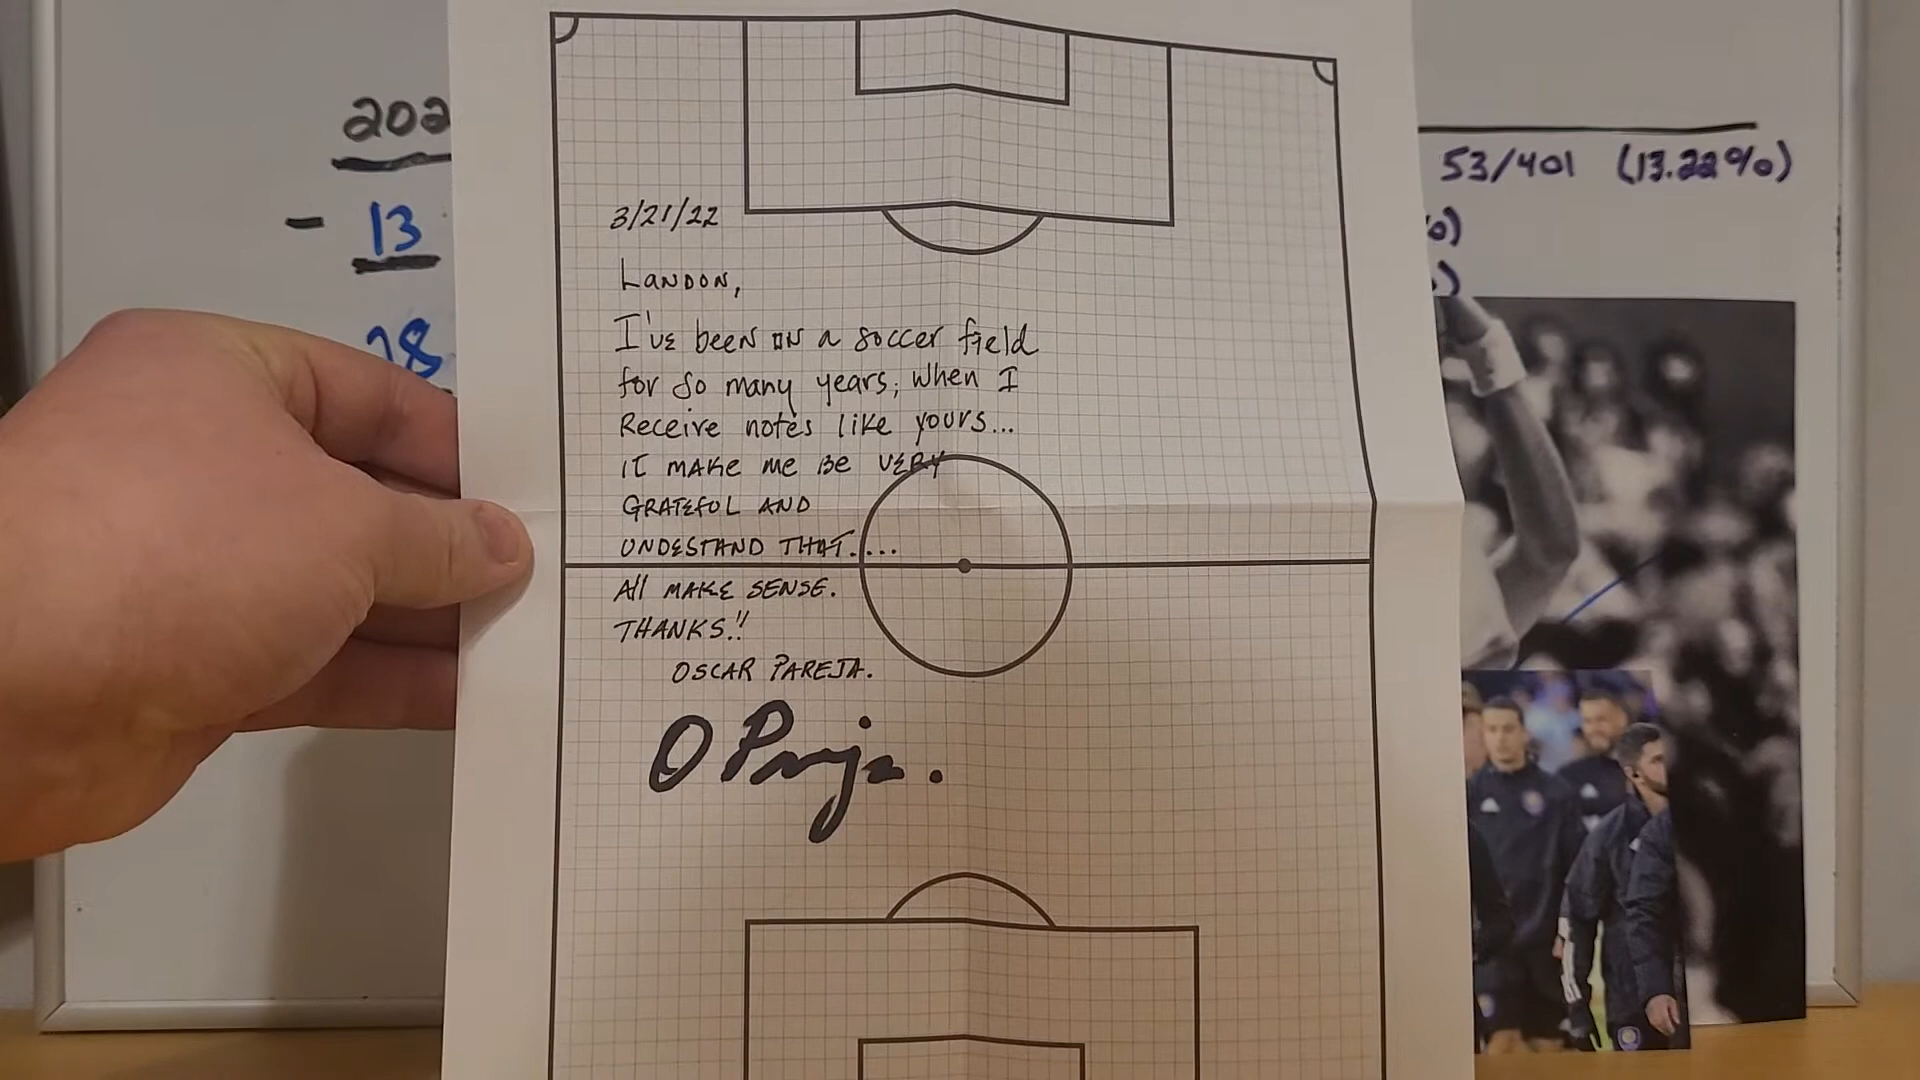 202
- 13
28
53/401 (13.22%)
3/21/22
Landon,
I've been on a soccer field
for so many years, when I
Receive notes like yours...
it make me be very
GRATEFUL AND
UNDESTAND THAT....
All MAKE SENSE.
THANKS!!
OSCAR PAREJA.
O Pareja.